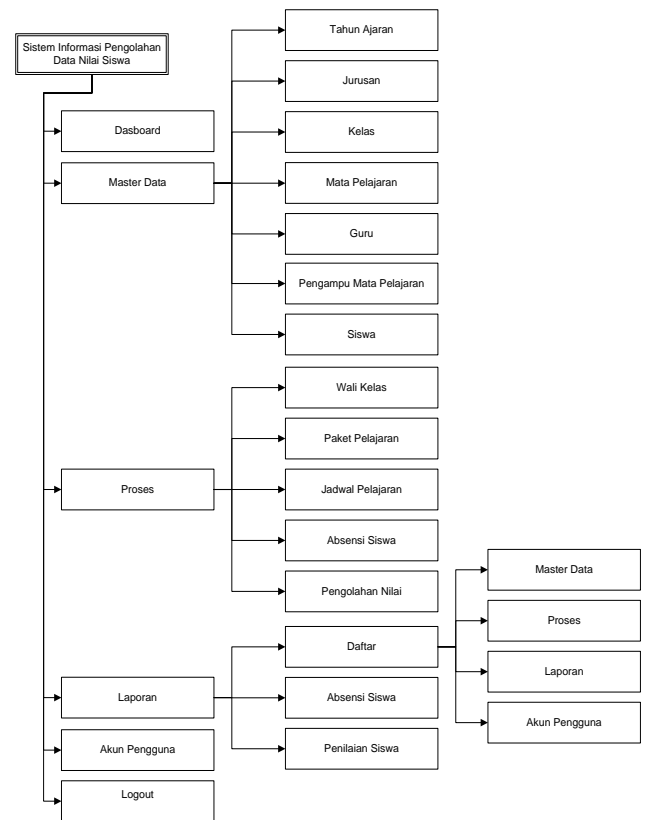 Sistem Informasi Pengolahan
Data Nilai Siswa
Dasboard
Master Data
Tahun Ajaran
Jurusan
Kelas
Mata Pelajaran
Guru
Pengampu Mata Pelajaran
Siswa
Proses
Wali Kelas
Paket Pelajaran
Jadwal Pelajaran
Absensi Siswa
Pengolahan Nilai
Laporan
Daftar
Absensi Siswa
Penilaian Siswa
Master Data
Proses
Laporan
Akun Pengguna
Akun Pengguna
Logout